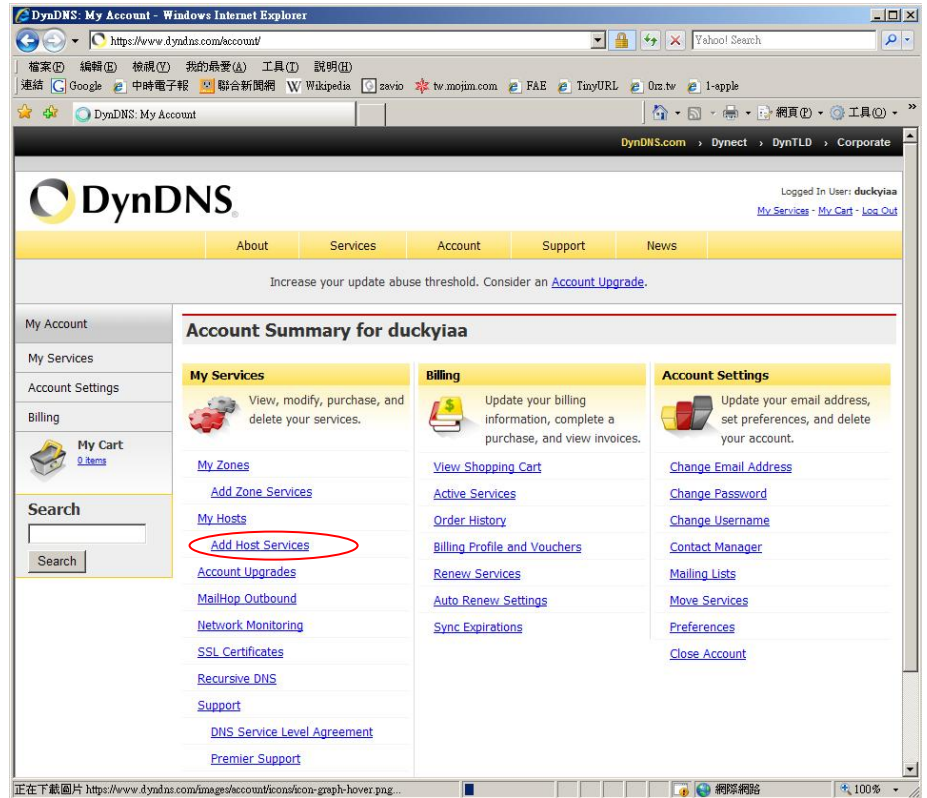 DynDNS: My Account - Windows Internet Explorer
https://www.dyndns.com/account/
Yahoo! Search
檔案(F) 編輯(E) 檢視(V) 我的最愛(A) 工具(T) 說明(H)
連結 Google 中時電子報 聯合新聞網 Wikipedia zavio tw.mojim.com FAE TinyURL 0rz.tw 1-apple
DynDNS: My Account
網頁(P) 工具(O) »
DynDNS.com › Dynect › DynTLD › Corporate
DynDNS
Logged In User: duckyiaa
My Services - My Cart - Log Out
About Services Account Support News
Increase your update abuse threshold. Consider an Account Upgrade.
My Account
My Services
Account Settings
Billing
My Cart
0 items
Search
Search
Account Summary for duckyiaa
My Services
View, modify, purchase, and
delete your services.
My Zones
Add Zone Services
My Hosts
Add Host Services
Account Upgrades
MailHop Outbound
Network Monitoring
SSL Certificates
Recursive DNS
Support
DNS Service Level Agreement
Premier Support
Billing
Update your billing
information, complete a
purchase, and view invoices.
View Shopping Cart
Active Services
Order History
Billing Profile and Vouchers
Renew Services
Auto Renew Settings
Sync Expirations
Account Settings
Update your email address,
set preferences, and delete
your account.
Change Email Address
Change Password
Change Username
Contact Manager
Mailing Lists
Move Services
Preferences
Close Account
正在下載圖片 https://www.dyndns.com/images/account/icons/icon-graph-hover.png...
網際網路
100%